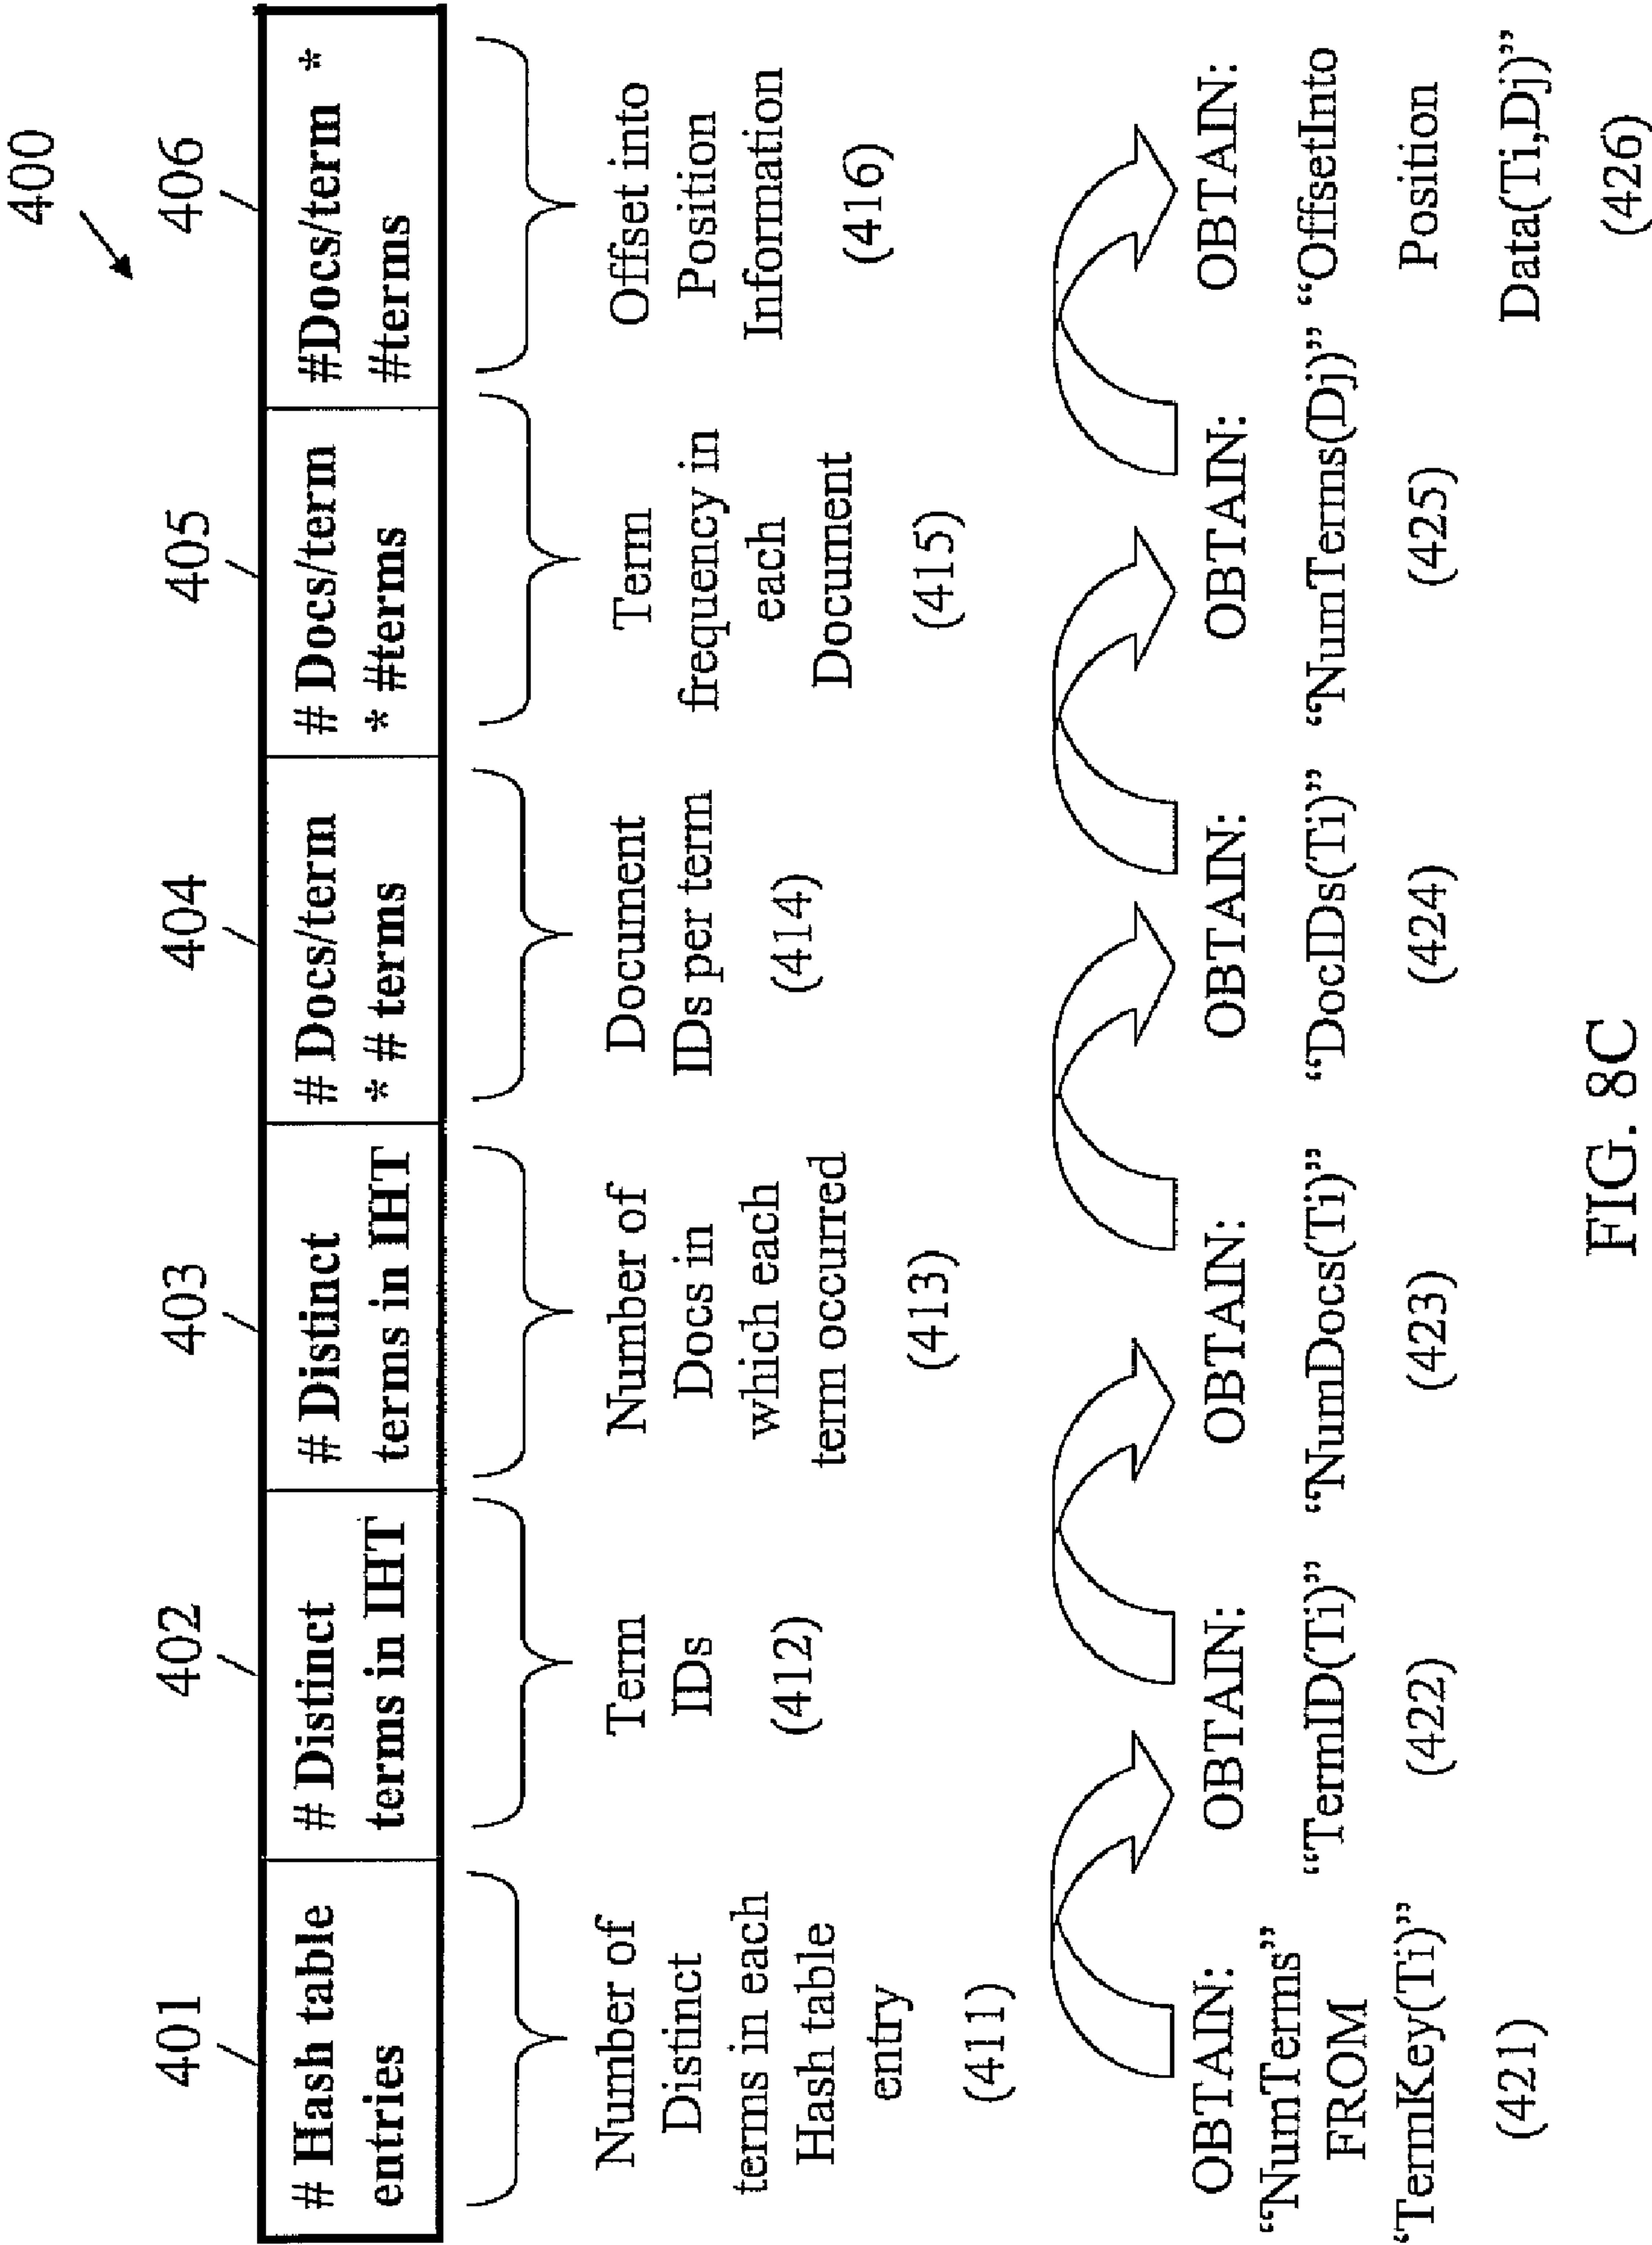 400
401
402
403
404
405
406
# Hash table
entries
# Distinct
terms in IHT
# Distinct
terms in IHT
# Docs/term
* # terms
# Docs/term
* #terms
#Docs/term *
#terms
Number of
Distinct
terms in each
Hash table
entry
(411)
Term
IDs
(412)
Number of
Docs in
which each
term occurred
(413)
Document
IDs per term
(414)
Term
frequency in
each
Document
(415)
Offset into
Position
Information
(416)
OBTAIN:
“NumTerms”
FROM
“TermKey(Ti)”
(421)
OBTAIN:
“TermID(Ti)”
(422)
OBTAIN:
“NumDocs(Ti)”
(423)
OBTAIN:
“DocIDs(Ti)”
(424)
OBTAIN:
“NumTerms(Dj)”
(425)
OBTAIN:
“OffsetInto
Position
Data(Ti,Dj)”
(426)
FIG. 8C